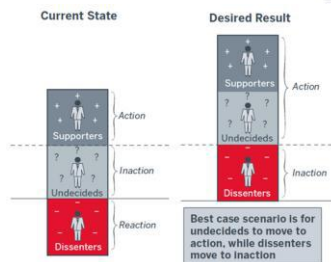 Current State
Desired Result
+ +
+ +
Supporters
Action
? ?
? ?
Undecideds
Inaction
- -
- -
Dissenters
Reaction
+ +
+ +
Supporters
? ?
? ?
Undecideds
Action
- -
- -
Dissenters
Inaction
Best case scenario is for
undecideds to move to
action, while dissenters
move to inaction